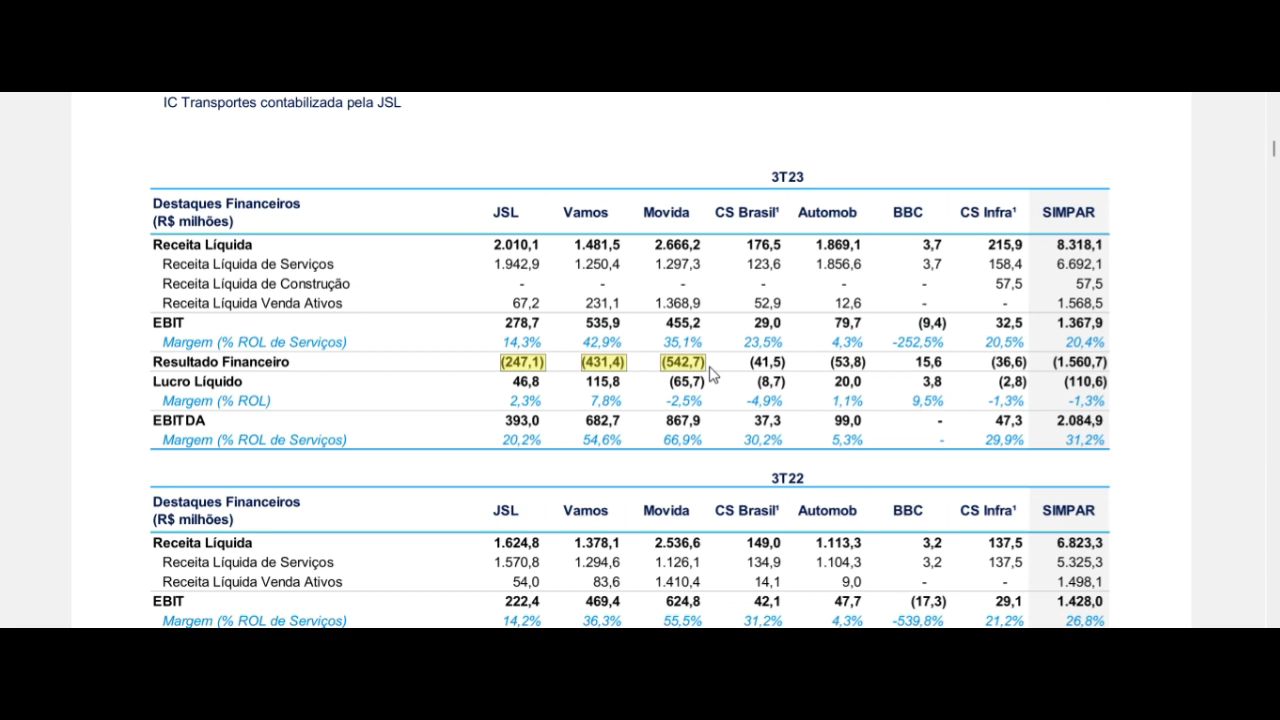 IC Transportes contabilizada pela JSL
3T23
Destaques Financeiros
(R$ milhões)
JSL Vamos Movida CS Brasil¹ Automob BBC CS Infra¹ SIMPAR
Receita Líquida 2.010,1 1.481,5 2.666,2 176,5 1.869,1 3,7 215,9 8.318,1
Receita Líquida de Serviços 1.942,9 1.250,4 1.297,3 123,6 1.856,6 3,7 158,4 6.692,1
Receita Líquida de Construção - - - - - - 57,5 57,5
Receita Líquida Venda Ativos 67,2 231,1 1.368,9 52,9 12,6 - - 1.568,5
EBIT 278,7 535,9 455,2 29,0 79,7 (9,4) 32,5 1.367,9
Margem (% ROL de Serviços) 14,3% 42,9% 35,1% 23,5% 4,3% -252,5% 20,5% 20,4%
Resultado Financeiro (247,1) (431,4) (542,7) (41,5) (53,8) 15,6 (36,6) (1.560,7)
Lucro Líquido 46,8 115,8 (65,7) (8,7) 20,0 3,8 (2,8) (110,6)
Margem (% ROL) 2,3% 7,8% -2,5% -4,9% 1,1% 9,5% -1,3% -1,3%
EBITDA 393,0 682,7 867,9 37,3 99,0 - 47,3 2.084,9
Margem (% ROL de Serviços) 20,2% 54,6% 66,9% 30,2% 5,3% - 29,9% 31,2%
3T22
Destaques Financeiros
(R$ milhões)
JSL Vamos Movida CS Brasil¹ Automob BBC CS Infra¹ SIMPAR
Receita Líquida 1.624,8 1.378,1 2.536,6 149,0 1.113,3 3,2 137,5 6.823,3
Receita Líquida de Serviços 1.570,8 1.294,6 1.126,1 134,9 1.104,3 3,2 137,5 5.325,3
Receita Líquida Venda Ativos 54,0 83,6 1.410,4 14,1 9,0 - - 1.498,1
EBIT 222,4 469,4 624,8 42,1 47,7 (17,3) 29,1 1.428,0
Margem (% ROL de Serviços) 14,2% 36,3% 55,5% 31,2% 4,3% -539,8% 21,2% 26,8%